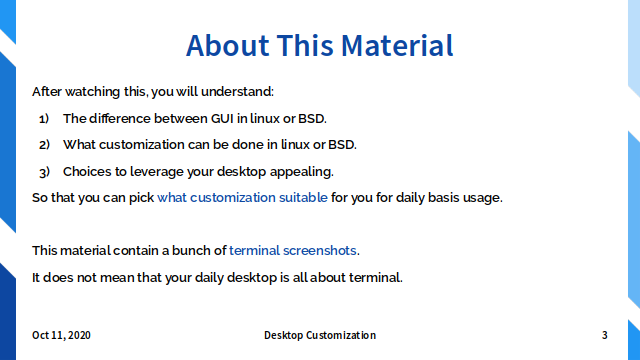 About This Material
After watching this, you will understand:
1) The difference between GUI in linux or BSD.
2) What customization can be done in linux or BSD.
3) Choices to leverage your desktop appealing.
So that you can pick what customization suitable for you for daily basis usage.
This material contain a bunch of terminal screenshots.
It does not mean that your daily desktop is all about terminal.
Oct 11, 2020 Desktop Customization 3